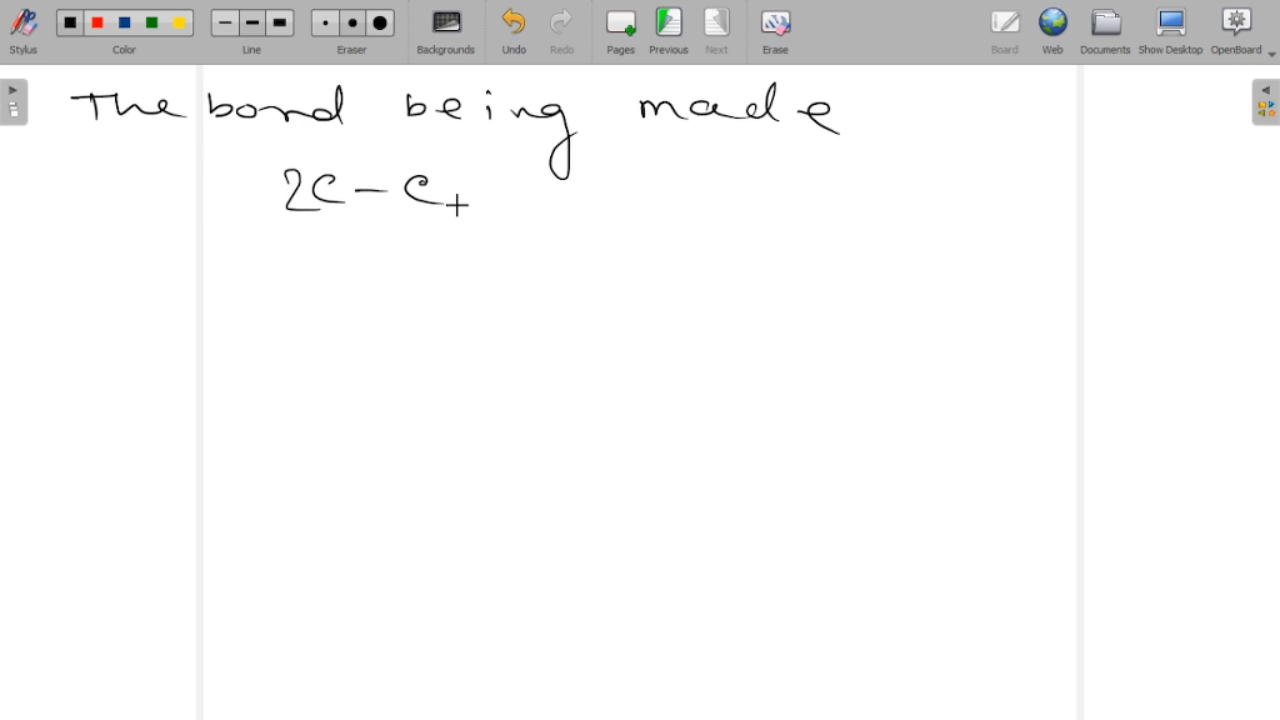 Stylus Color Line Eraser Backgrounds Undo Redo Pages Previous Next Erase Board Web Documents Show Desktop OpenBoard
The bond being made
2C - C